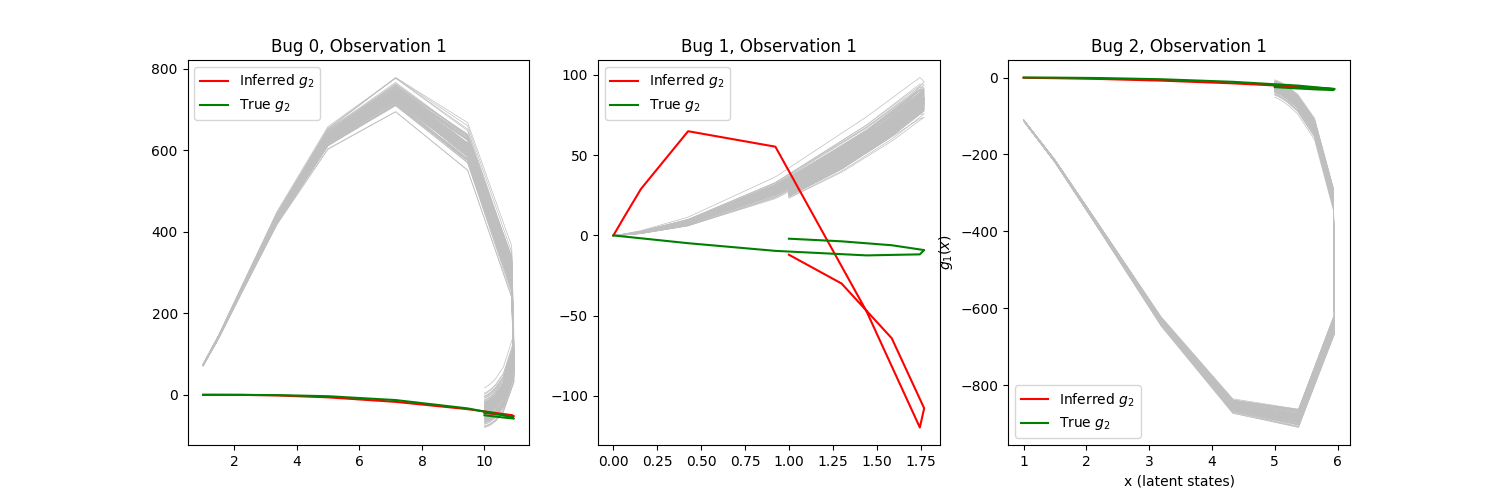 Bug 0, Observation 1
Inferred g₂
True g₂
800
600
400
200
0
2 4 6 8 10
Bug 1, Observation 1
Inferred g₂
True g₂
100
50
0
−50
−100
0.00 0.25 0.50 0.75 1.00 1.25 1.50 1.75
Bug 2, Observation 1
g₁(x)
0
−200
−400
−600
−800
Inferred g₂
True g₂
1 2 3 4 5 6
x (latent states)